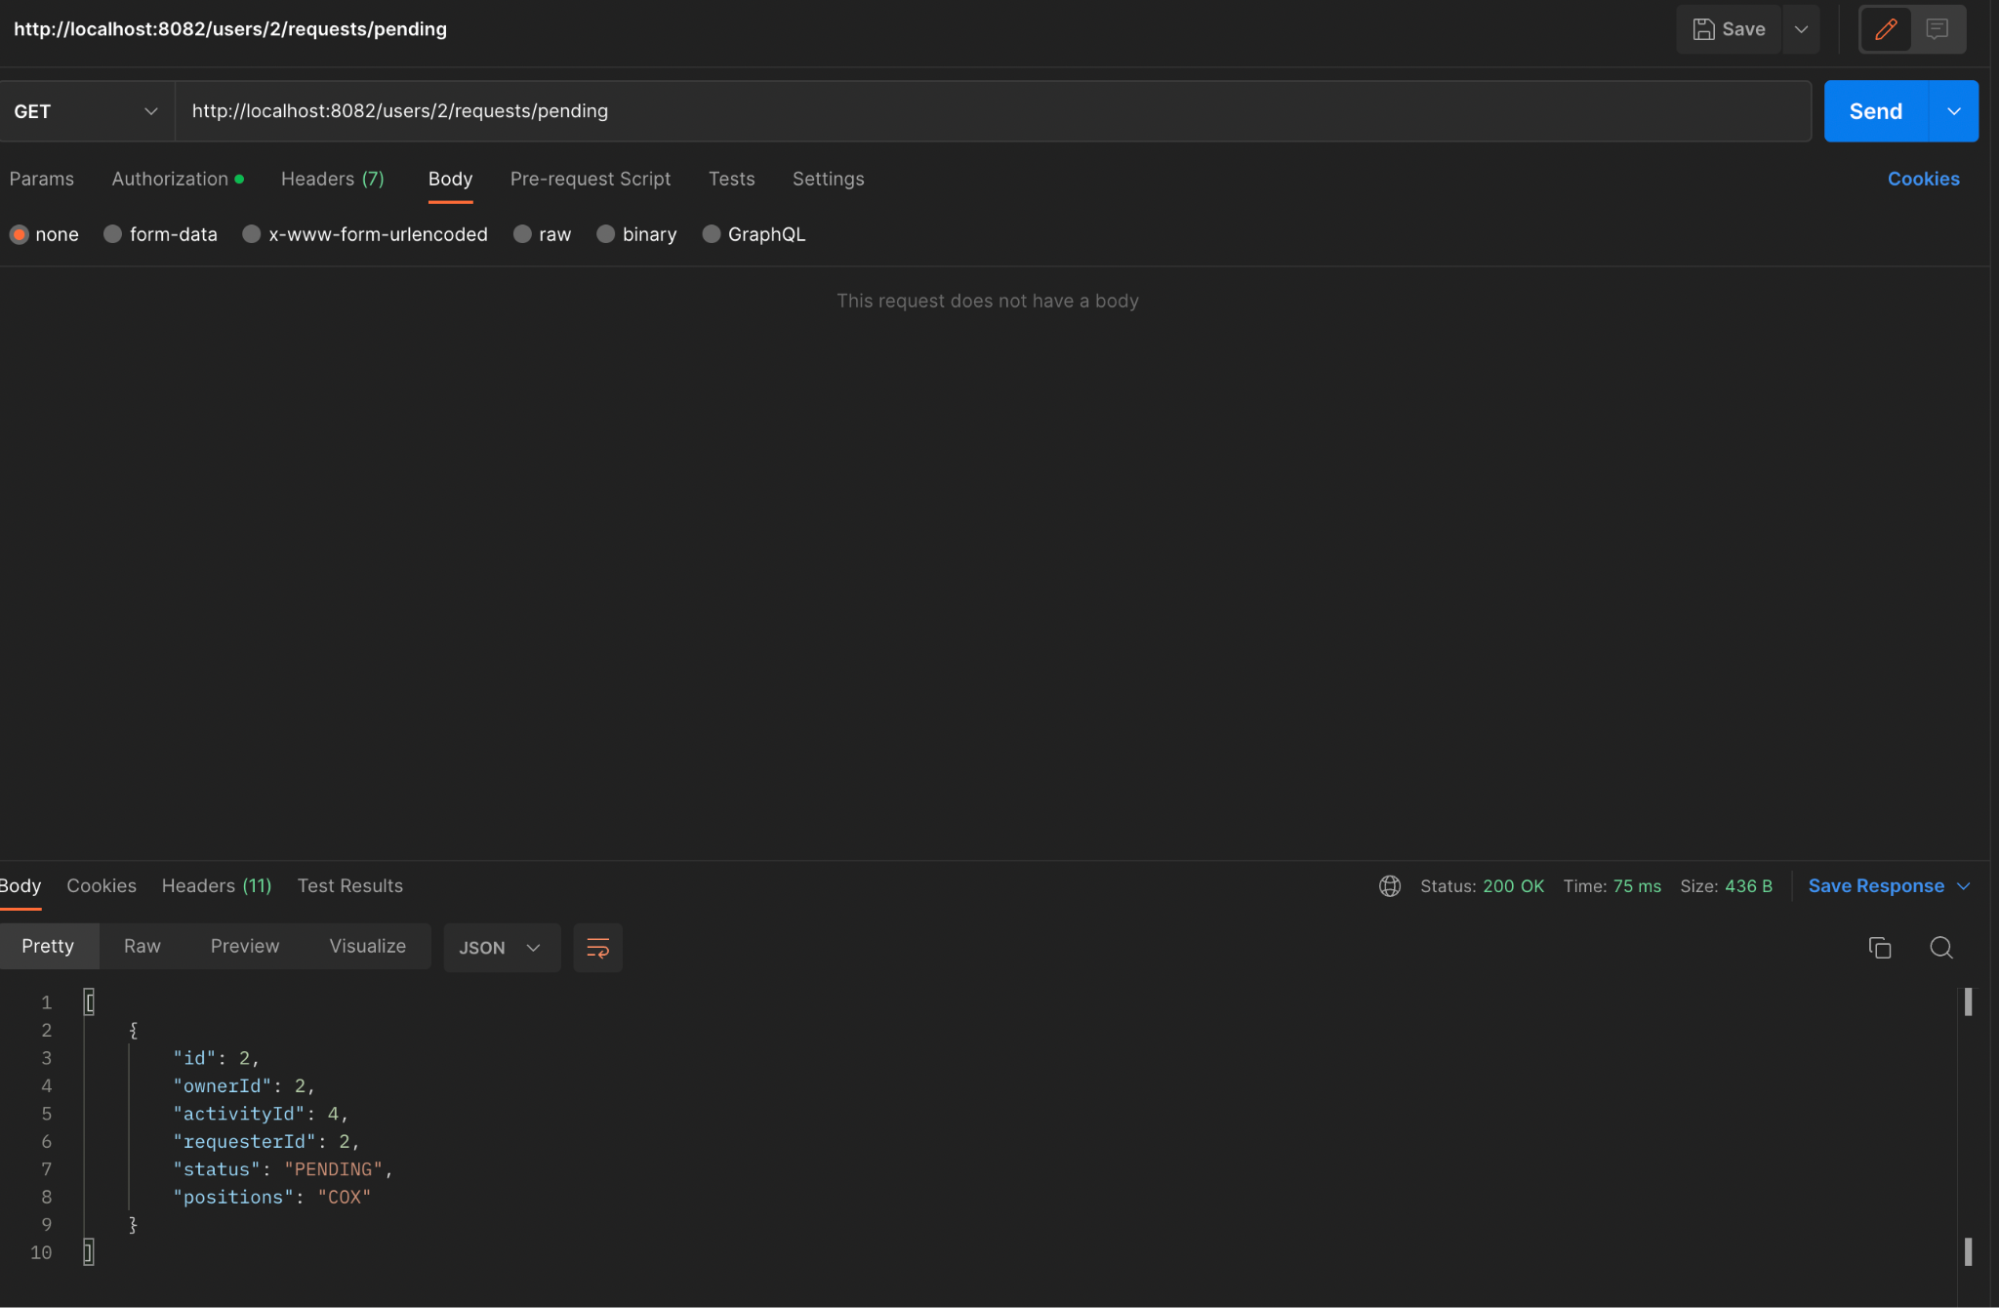 http://localhost:8082/users/2/requests/pending
Save
GET
http://localhost:8082/users/2/requests/pending
Send
Params Authorization Headers (7) Body Pre-request Script Tests Settings Cookies
none form-data x-www-form-urlencoded raw binary GraphQL
This request does not have a body
Body Cookies Headers (11) Test Results Status: 200 OK Time: 75 ms Size: 436 B Save Response
Pretty Raw Preview Visualize JSON
1 [
2 {
3 "id": 2,
4 "ownerId": 2,
5 "activityId": 4,
6 "requesterId": 2,
7 "status": "PENDING",
8 "positions": "COX"
9 }
10 ]